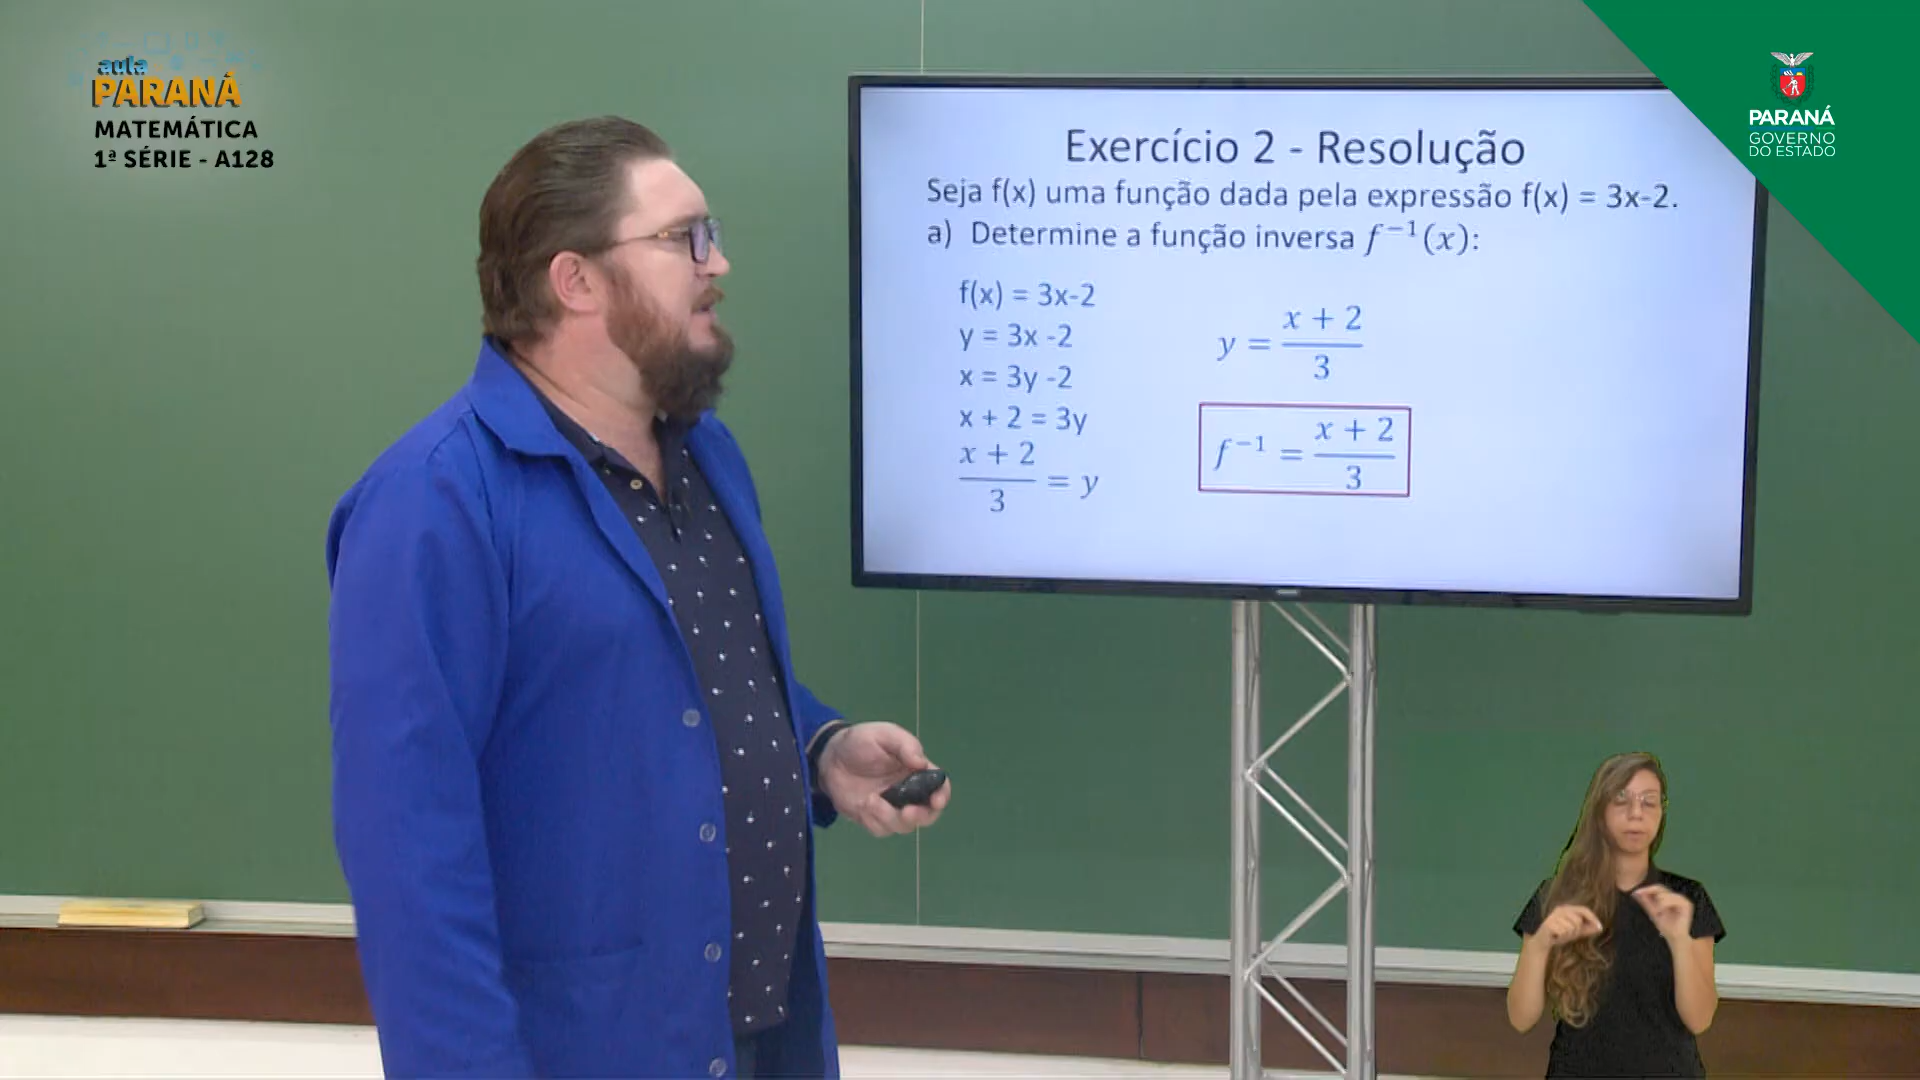 aula
PARANÁ
MATEMÁTICA
1ª SÉRIE - A128
PARANÁ
GOVERNO
DO ESTADO
Exercício 2 - Resolução
Seja f(x) uma função dada pela expressão f(x) = 3x-2.
a) Determine a função inversa f⁻¹(x):
f(x) = 3x-2
y = 3x -2
x = 3y -2
x + 2 = 3y
(x + 2)/3 = y
y = (x + 2)/3
f⁻¹ = (x + 2)/3